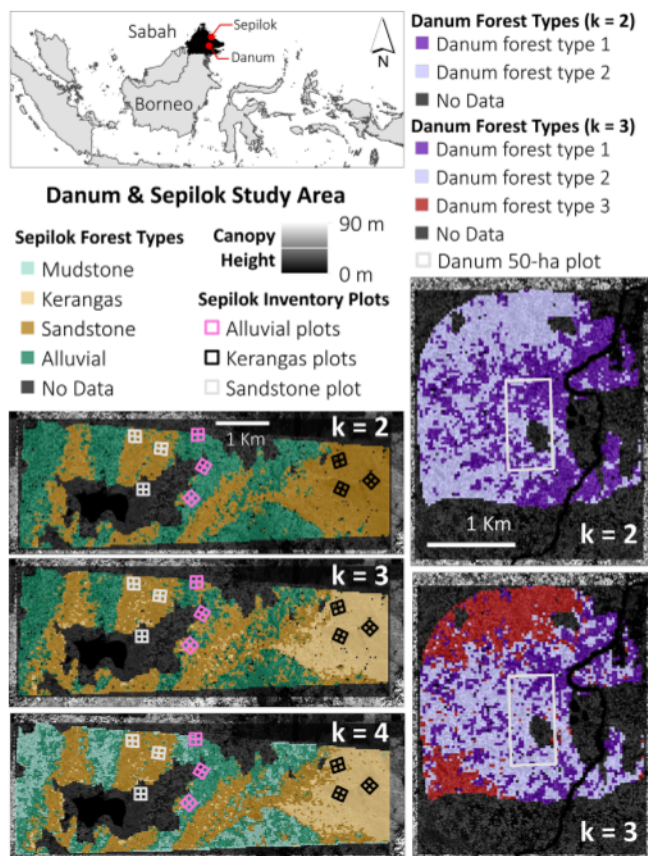 Sepilok
Sabah
Danum
Borneo
N
Danum & Sepilok Study Area
Sepilok Forest Types
Mudstone
Kerangas
Sandstone
Alluvial
No Data
Canopy
Height
90 m
0 m
Sepilok Inventory Plots
Alluvial plots
Kerangas plots
Sandstone plot
Danum Forest Types (k = 2)
Danum forest type 1
Danum forest type 2
No Data
Danum Forest Types (k = 3)
Danum forest type 1
Danum forest type 2
Danum forest type 3
No Data
Danum 50-ha plot
1 Km
k = 2
k = 3
k = 4
1 Km
k = 2
k = 3